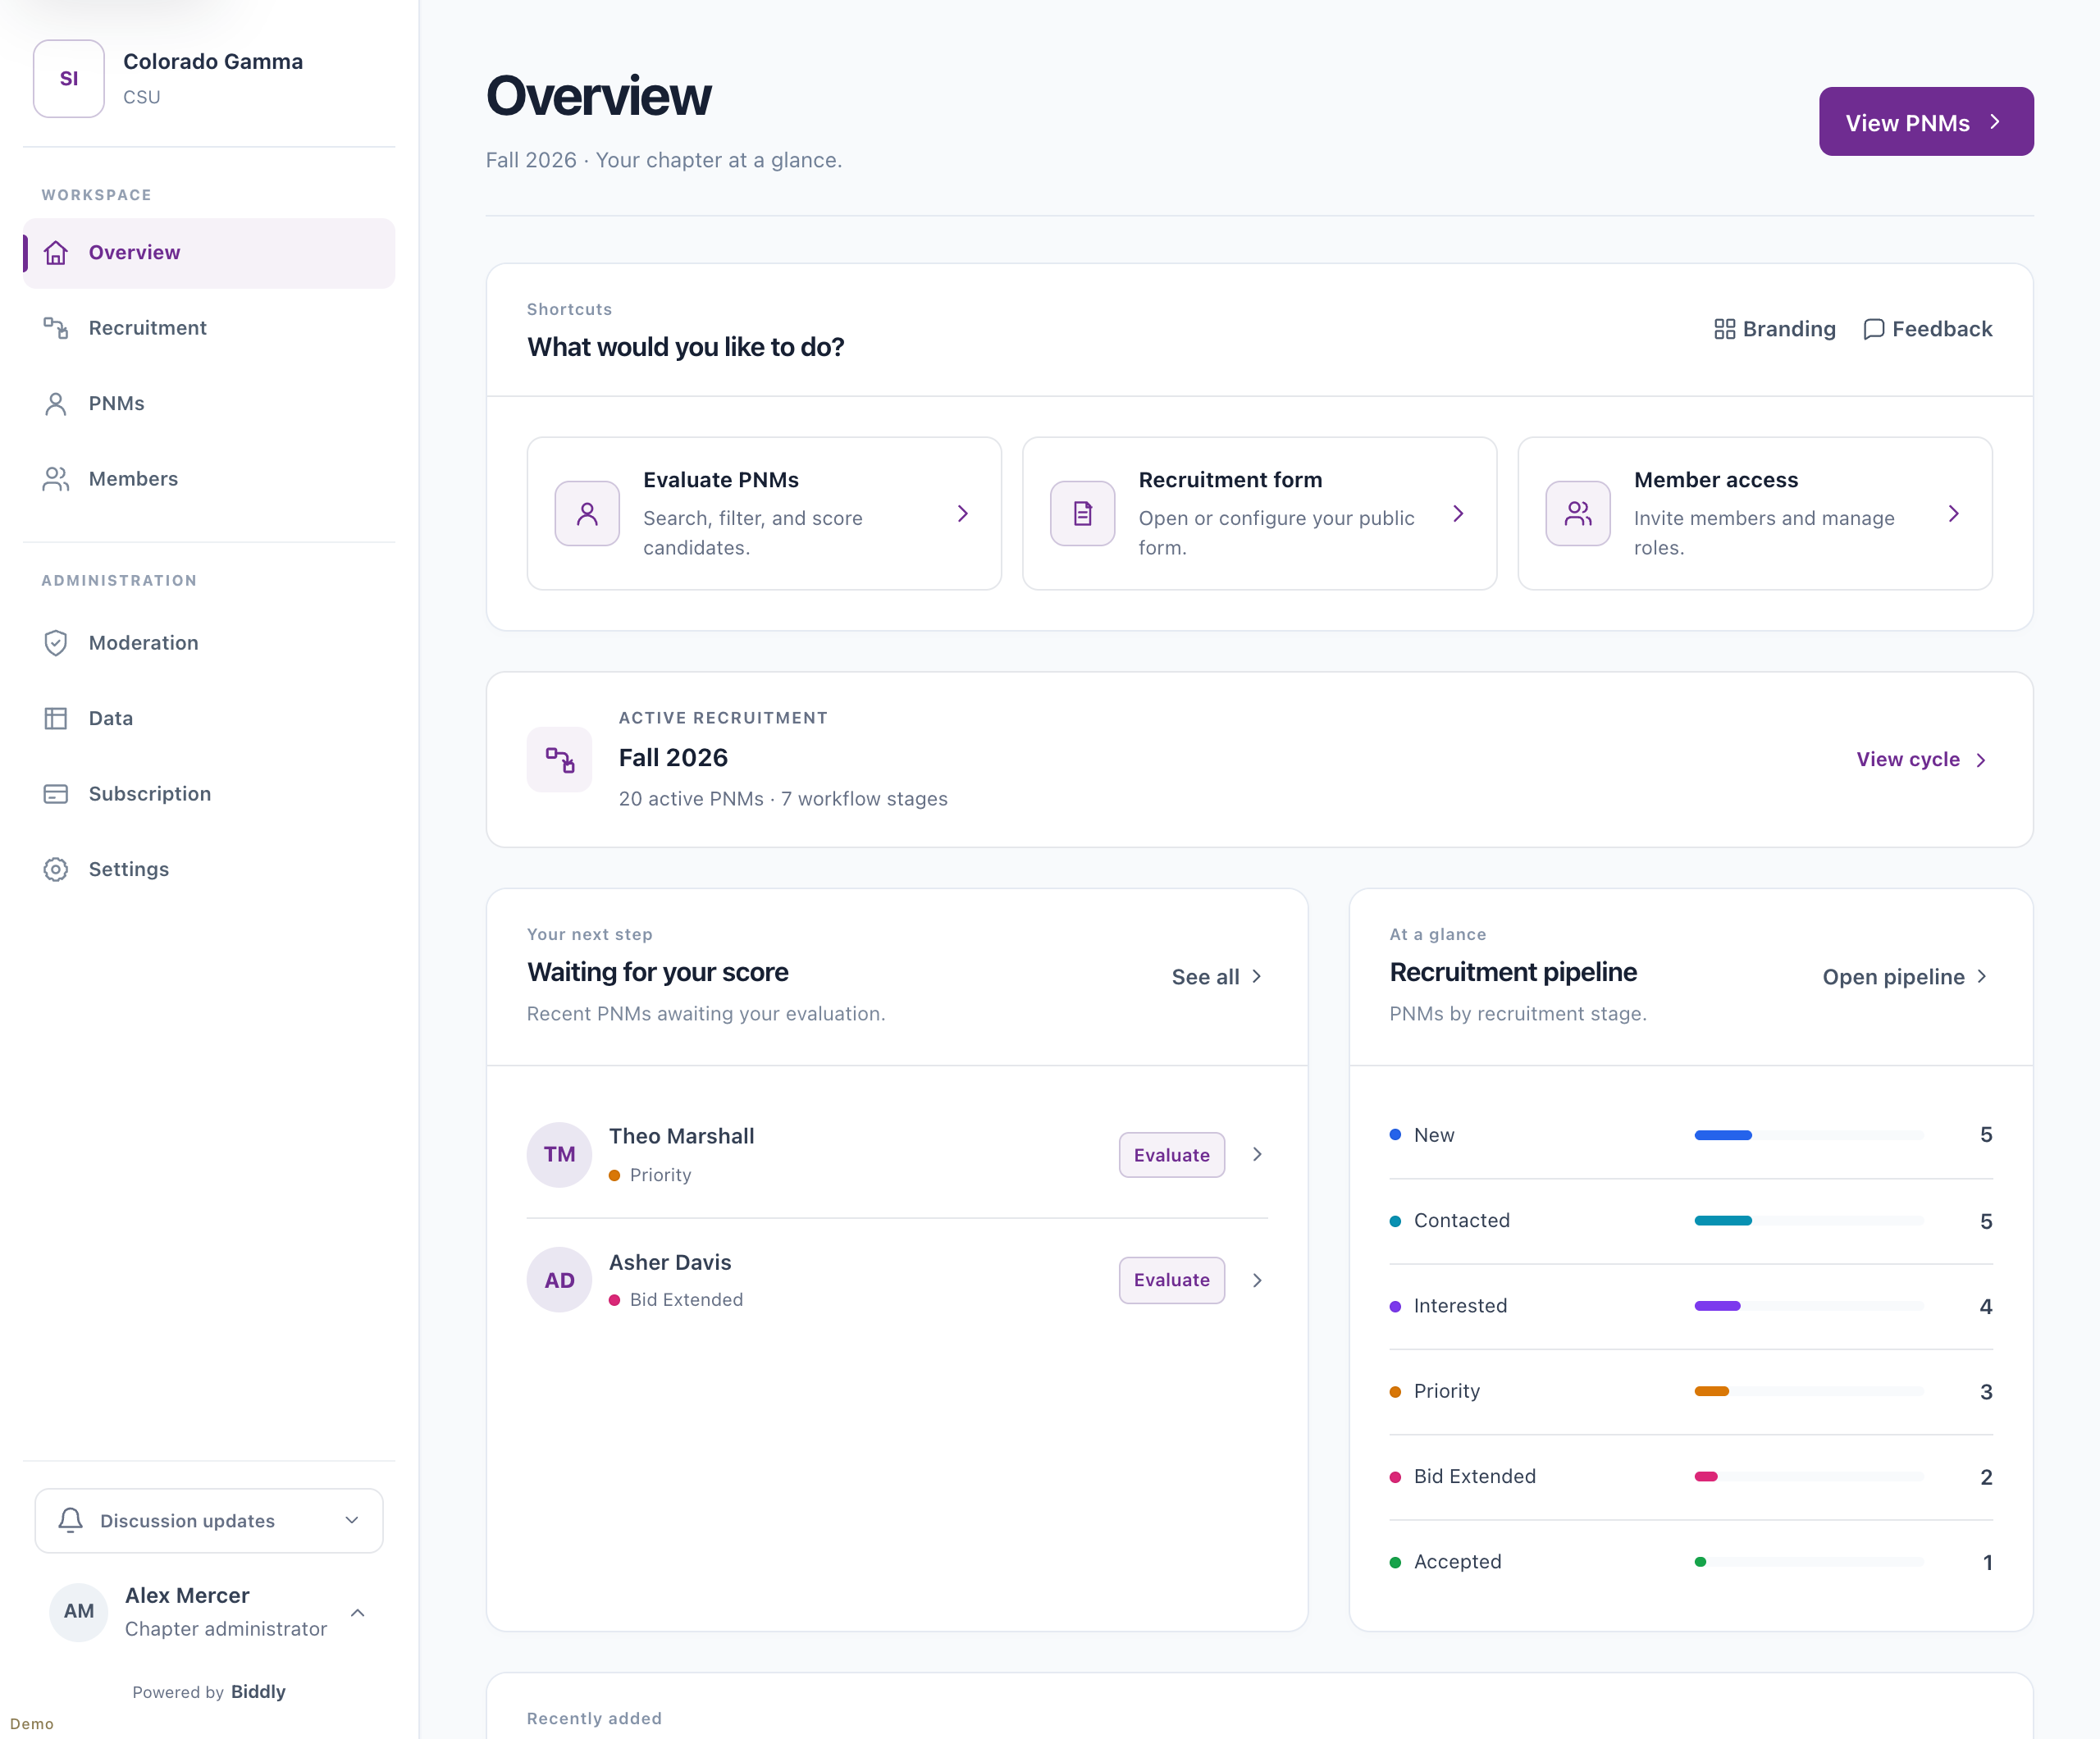 SI
Colorado Gamma
CSU
WORKSPACE
Overview
Recruitment
PNMs
Members
ADMINISTRATION
Moderation
Data
Subscription
Settings
Discussion updates
AM
Alex Mercer
Chapter administrator
Powered by Biddly
Demo
Overview
Fall 2026 · Your chapter at a glance.
View PNMs
Shortcuts
What would you like to do?
Branding
Feedback
Evaluate PNMs
Search, filter, and score
candidates.
Recruitment form
Open or configure your public
form.
Member access
Invite members and manage
roles.
ACTIVE RECRUITMENT
Fall 2026
20 active PNMs · 7 workflow stages
View cycle
Your next step
Waiting for your score
Recent PNMs awaiting your evaluation.
See all
TM
Theo Marshall
Priority
Evaluate
AD
Asher Davis
Bid Extended
Evaluate
At a glance
Recruitment pipeline
PNMs by recruitment stage.
Open pipeline
New 5
Contacted 5
Interested 4
Priority 3
Bid Extended 2
Accepted 1
Recently added